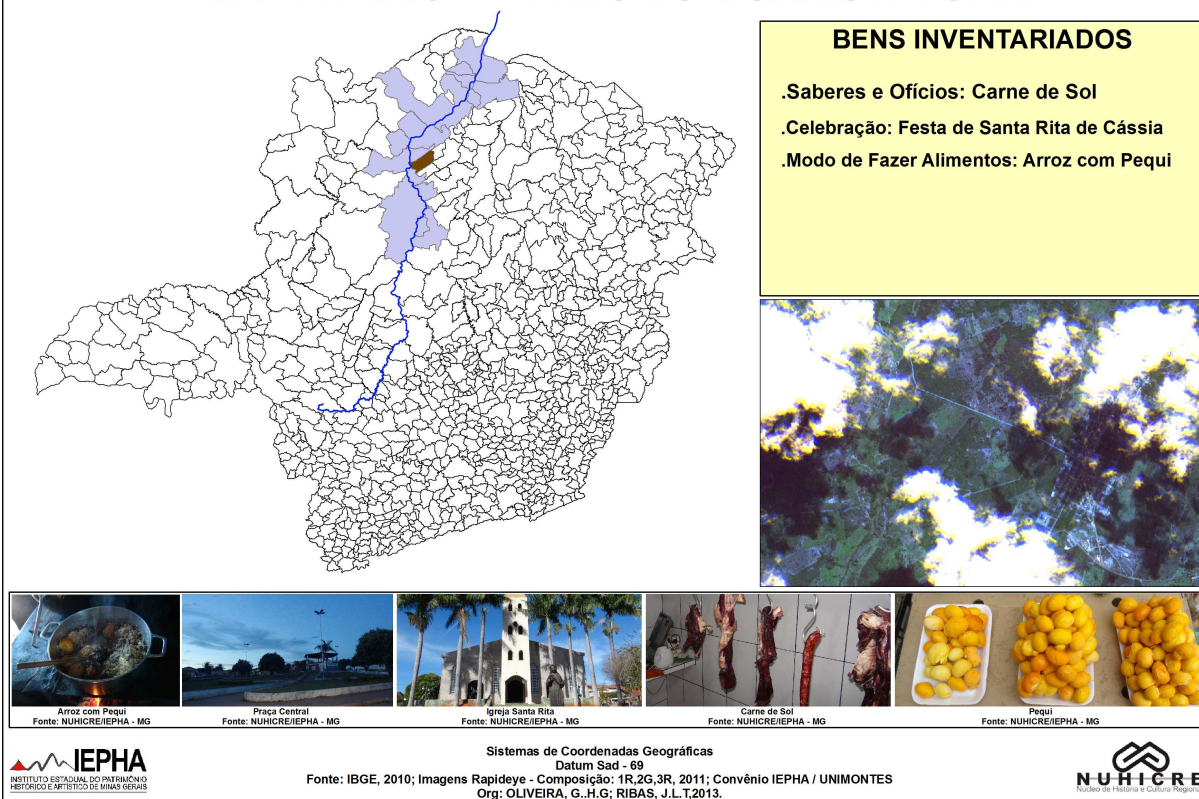 BENS INVENTARIADOS
.Saberes e Ofícios: Carne de Sol
.Celebração: Festa de Santa Rita de Cássia
.Modo de Fazer Alimentos: Arroz com Pequi
Arroz com Pequi
Fonte: NUHICRE/IEPHA - MG
Praça Central
Fonte: NUHICRE/IEPHA - MG
Igreja Santa Rita
Fonte: NUHICRE/IEPHA - MG
Carne de Sol
Fonte: NUHICRE/IEPHA - MG
Pequi
Fonte: NUHICRE/IEPHA - MG
IEPHA
INSTITUTO ESTADUAL DO PATRIMÔNIO
HISTÓRICO E ARTÍSTICO DE MINAS GERAIS
Sistemas de Coordenadas Geográficas
Datum Sad - 69
Fonte: IBGE, 2010; Imagens Rapideye - Composição: 1R,2G,3R, 2011; Convênio IEPHA / UNIMONTES
Org: OLIVEIRA, G..H.G; RIBAS, J.L.T,2013.
NUHICRE
Núcleo de História e Cultura Regional